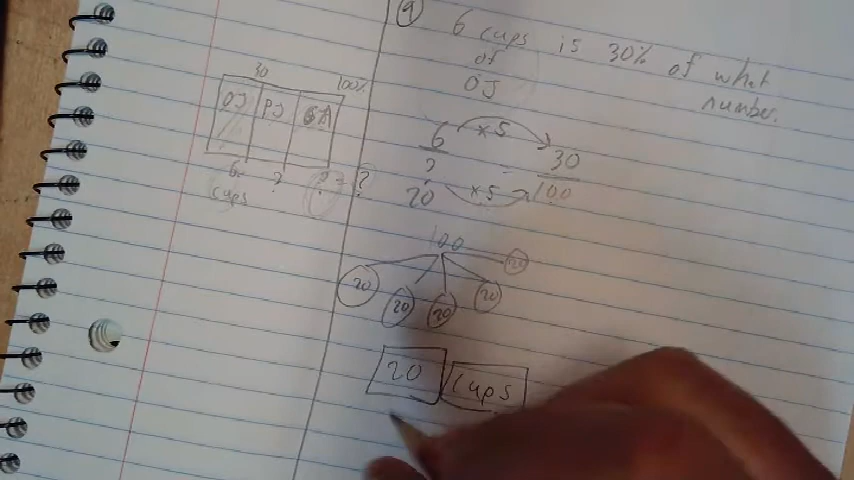 9
6 cups is 30% of what
of number.
OJ
30 100%
OJ PJ GA
6 ? ? = ?
cups
6 ×5 30
? 100
20 ×5
100
20 20 20 20 20
20 cups